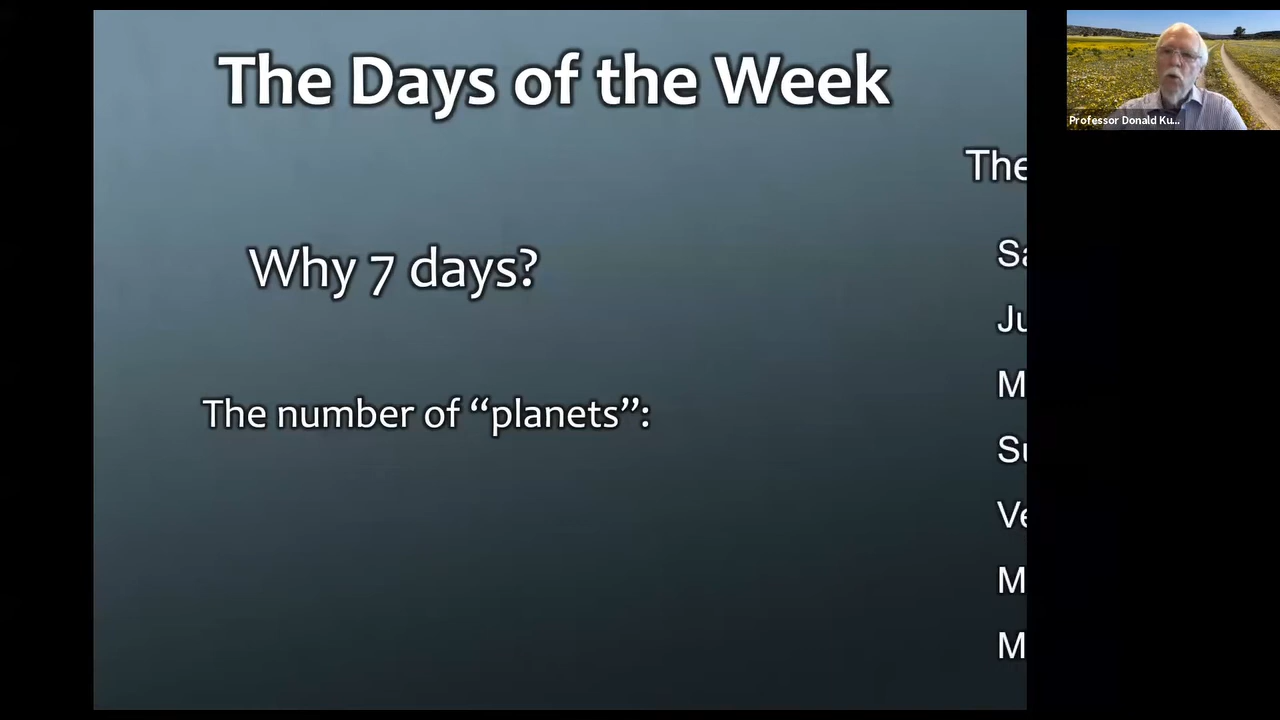 The Days of the Week
Professor Donald Ku...
The
Sa
Why 7 days?
Ju
M
The number of “planets”:
Su
Ve
M
M